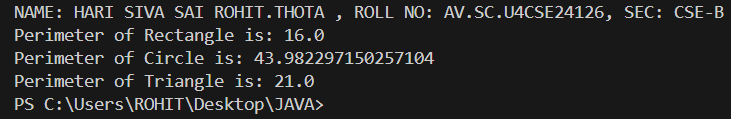 NAME: HARI SIVA SAI ROHIT.THOTA , ROLL NO: AV.SC.U4CSE24126, SEC: CSE-B
Perimeter of Rectangle is: 16.0
Perimeter of Circle is: 43.982297150257104
Perimeter of Triangle is: 21.0
PS C:\Users\ROHIT\Desktop\JAVA>